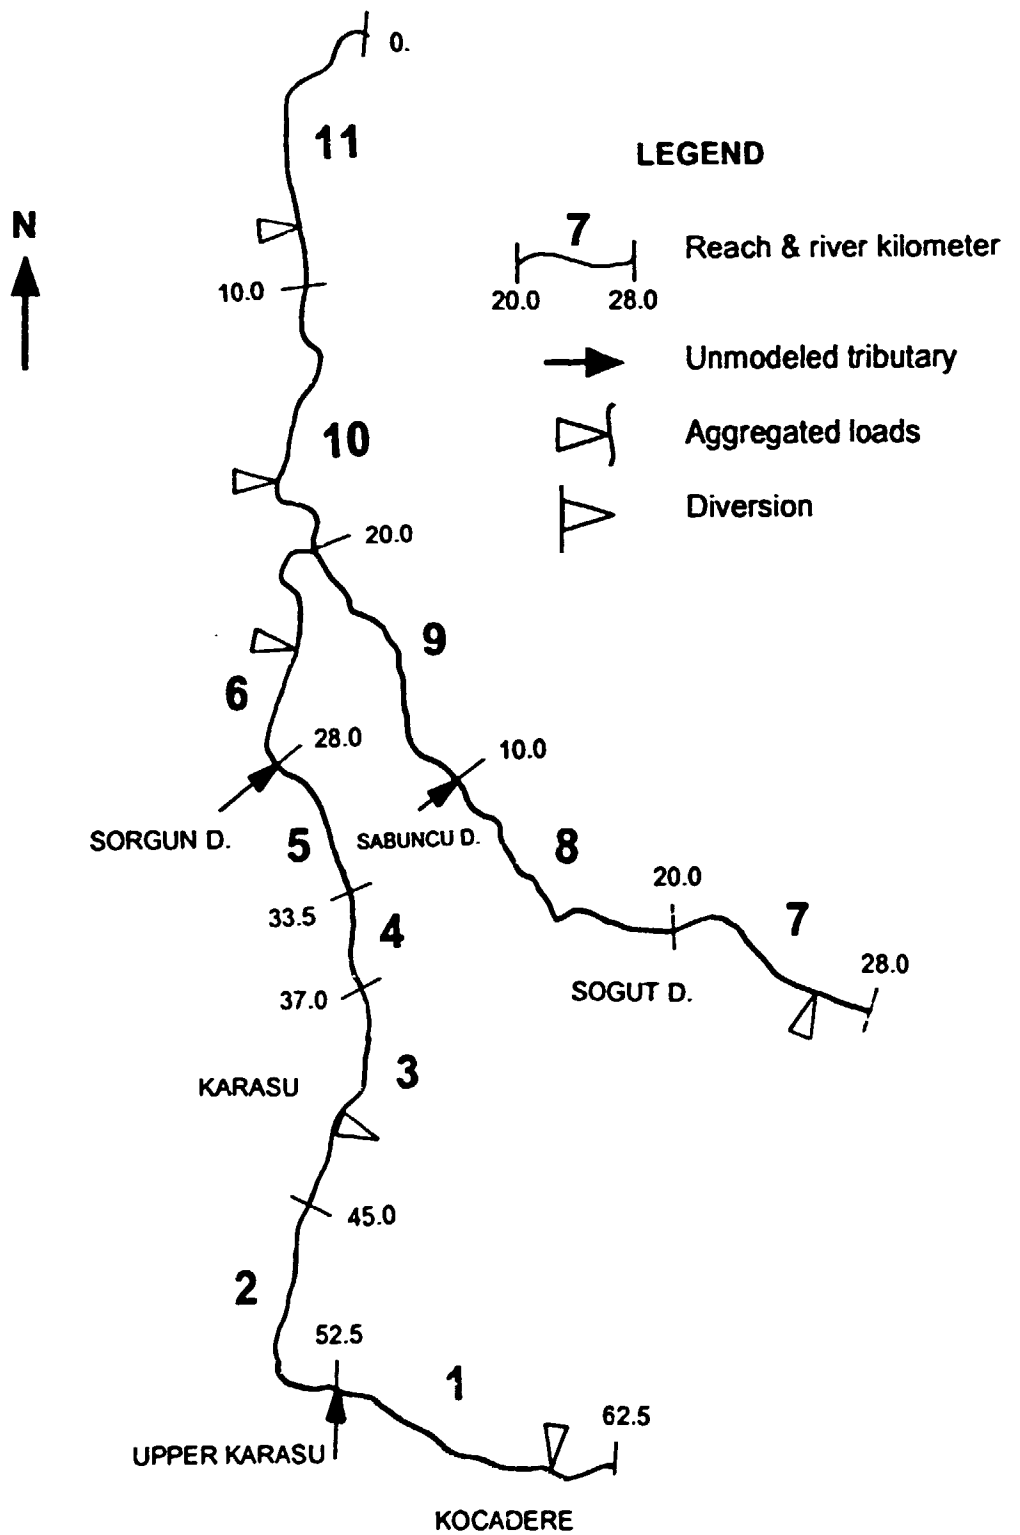 0.
11
LEGEND
N
7
Reach & river kilometer
20.0
28.0
10.0
Unmodeled tributary
10
Aggregated loads
Diversion
20.0
9
6
28.0
10.0
SORGUN D.
5
SABUNCU D.
8
20.0
33.5
4
7
28.0
37.0
SOGUT D.
3
KARASU
45.0
2
52.5
1
62.5
UPPER KARASU
KOCADERE